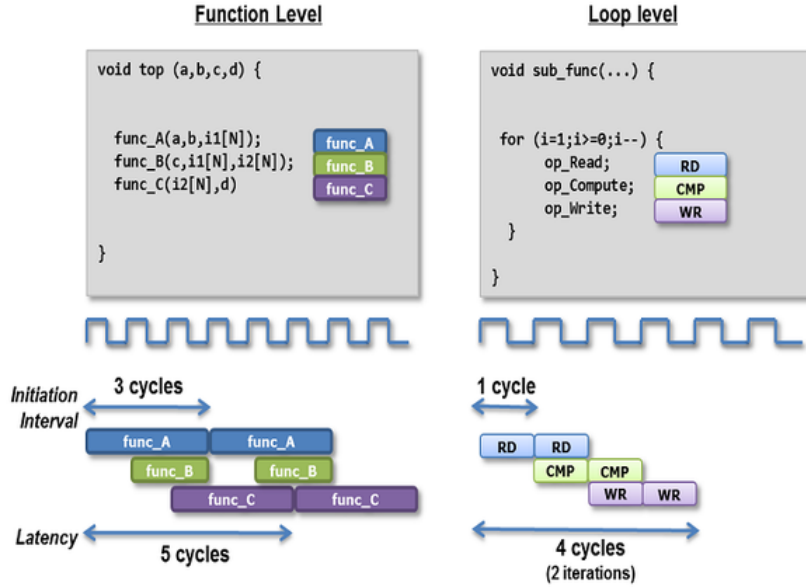 Function Level
void top (a,b,c,d) {
func_A(a,b,i1[N]);
func_B(c,i1[N],i2[N]);
func_C(i2[N],d)
}
func_A
func_B
func_C
Loop level
void sub_func(...) {
for (i=1;i>=0;i--) {
op_Read;
op_Compute;
op_Write;
}
}
RD
CMP
WR
Initiation
Interval
3 cycles
func_A func_A
func_B func_B
func_C func_C
Latency
5 cycles
1 cycle
RD RD
CMP CMP
WR WR
4 cycles
(2 iterations)